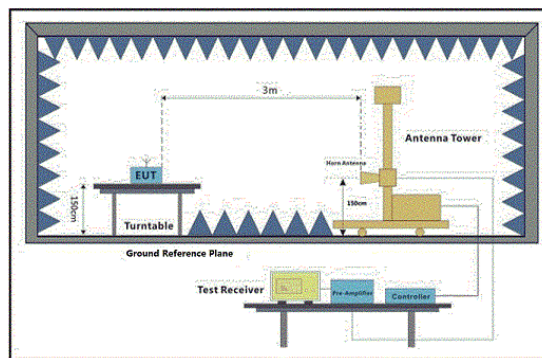 3m
Antenna Tower
Horn Antenna
EUT
150cm
150cm
Turntable
Ground Reference Plane
Test Receiver
Pre-Amplifier
Controller